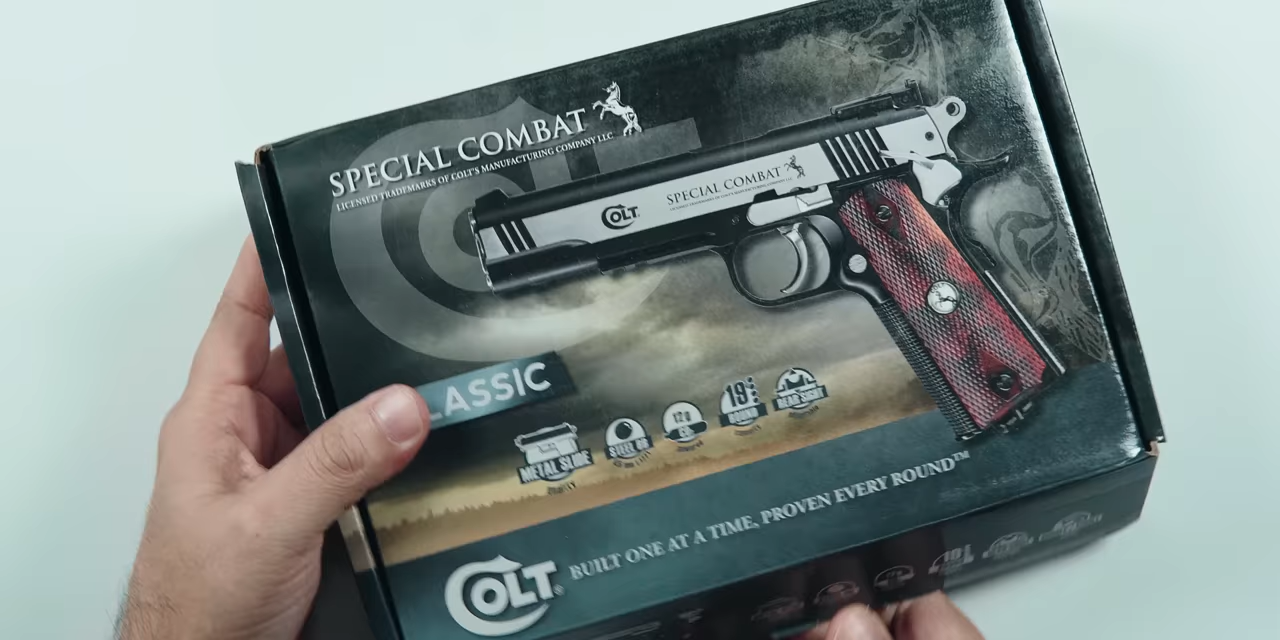 SPECIAL COMBAT
LICENSED TRADEMARKS OF COLT'S MANUFACTURING COMPANY LLC
COLT
SPECIAL COMBAT
LASSIC
METAL SLIDE
STEEL BB
12g
19
ROUND
REAR SIGHT
COLT® BUILT ONE AT A TIME, PROVEN EVERY ROUND™